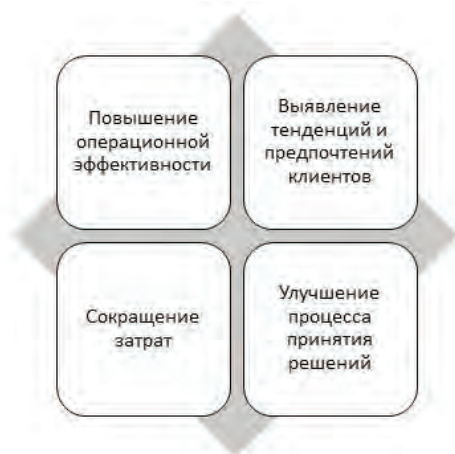 Повышение
операционной
эффективности
Выявление
тенденций и
предпочтений
клиентов
Сокращение
затрат
Улучшение
процесса
принятия
решений